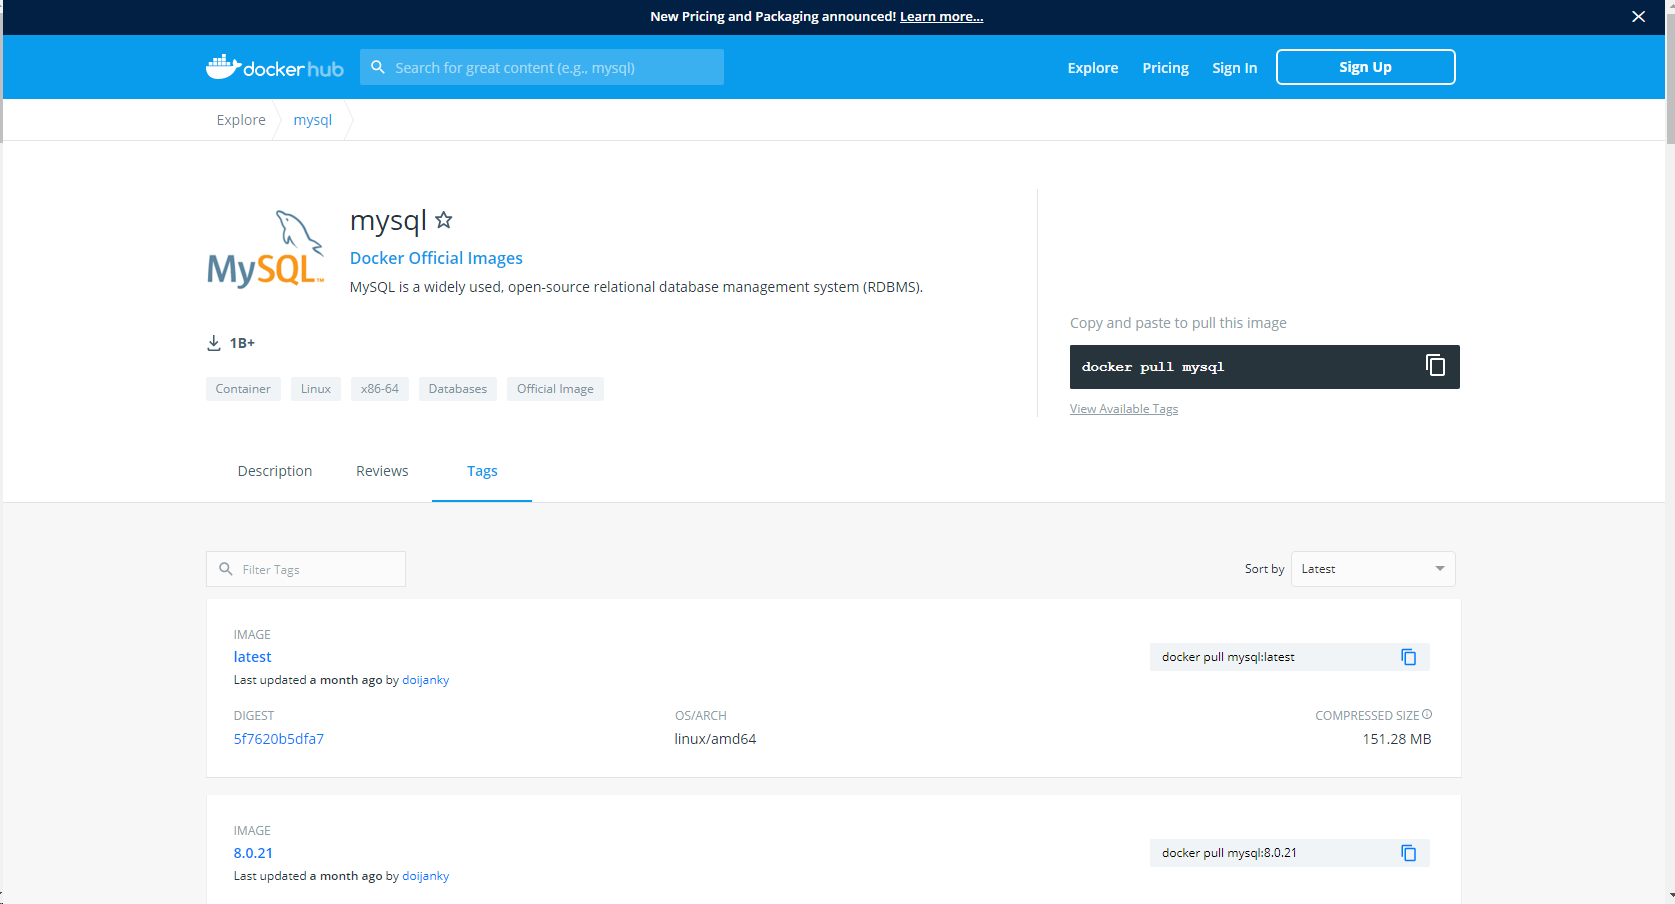 New Pricing and Packaging announced! Learn more...
docker hub
Search for great content (e.g., mysql)
Explore
Pricing
Sign In
Sign Up
Explore
mysql
MySQL™
mysql
Docker Official Images
MySQL is a widely used, open-source relational database management system (RDBMS).
1B+
Container
Linux
x86-64
Databases
Official Image
Copy and paste to pull this image
docker pull mysql
View Available Tags
Description
Reviews
Tags
Filter Tags
Sort by
Latest
IMAGE
latest
Last updated a month ago by doijanky
docker pull mysql:latest
DIGEST
5f7620b5dfa7
OS/ARCH
linux/amd64
COMPRESSED SIZE
151.28 MB
IMAGE
8.0.21
Last updated a month ago by doijanky
docker pull mysql:8.0.21